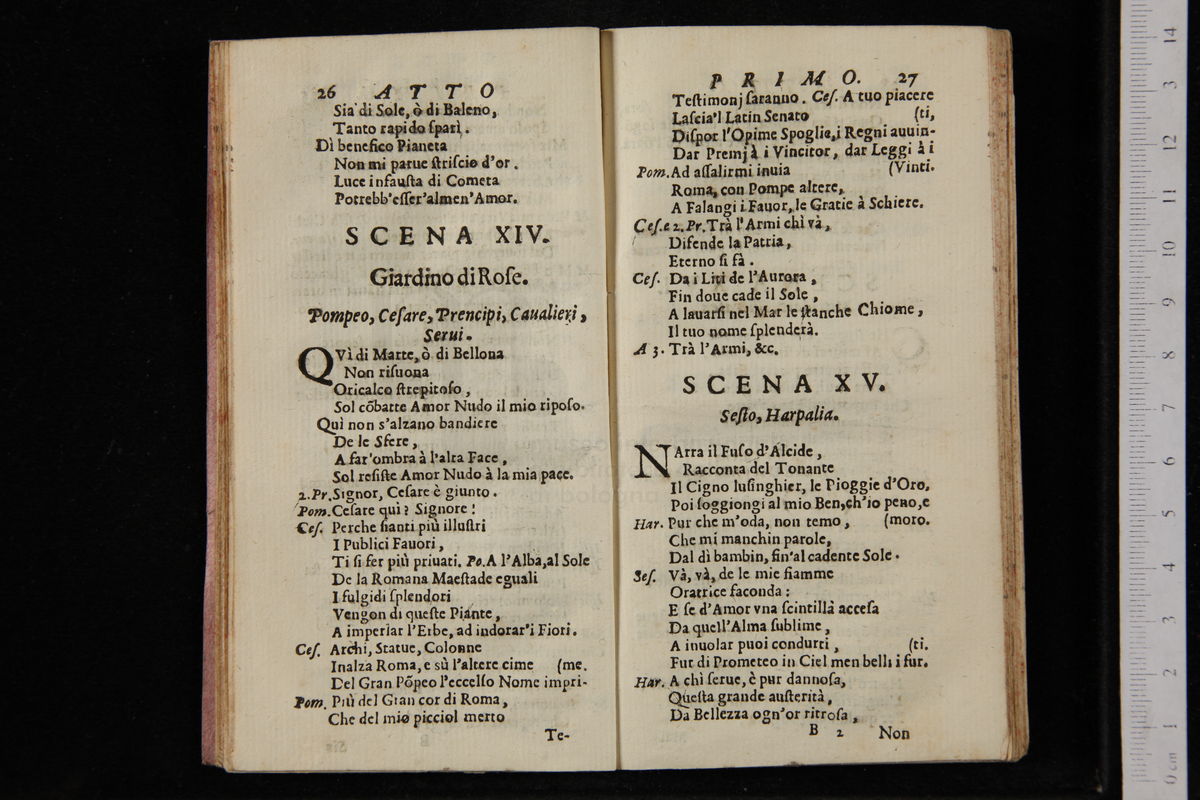 26 ATTO
Sia di Sole, ò di Baleno,
Tanto rapido ſparì.
Dì benefico Pianeta
Non mi parue ſtriſcio d'or.
Luce infauſta di Cometa
Potrebb'eſſer'almen'Amor.
SCENA XIV.
Giardino di Roſe.
Pompeo, Ceſare, Prencipi, Caualieri,
Serui.
QVì di Marte, ò di Bellona
Non riſuona
Oricalco ſtrepitoſo,
Sol cõbatte Amor Nudo il mio ripoſo.
Quì non s'alzano bandiere
De le Sfere,
A far'ombra à l'alta Face,
Sol reſiſte Amor Nudo à la mia pace.
2.Pr. Signor, Ceſare è giunto.
Pom. Ceſare quì? Signore!
Ceſ. Perche ſianti più illuſtri
I Publici Fauori,
Ti ſi fer più priuati. Po. A l'Alba, al Sole
De la Romana Maeſtade eguali
I fulgidi ſplendori
Vengon di queſte Piante,
A imperlar l'Erbe, ad indorar'i Fiori.
Ceſ. Archi, Statue, Colonne
Inalza Roma, e sù l'altere cime (me.
Del Gran Põpeo l'eccelſo Nome impri-
Pom. Più del Gran cor di Roma,
Che del mio picciol merto
Te-
PRIMO. 27
Teſtimonj ſaranno. Ceſ. A tuo piacere
Laſcia'l Latin Senato (ti,
Diſpor l'Opime Spoglie, i Regni auuin-
Dar Premj à i Vincitor, dar Leggi à i
Pom. Ad aſſalirmi inuia (Vinti.
Roma, con Pompe altere,
A Falangi i Fauor, le Gratie à Schiere.
Ceſ. e 2. Pr. Trà l'Armi chì và,
Difende la Patria,
Eterno ſi fà.
Ceſ. Da i Liti de l'Aurora,
Fin doue cade il Sole,
A lauarſi nel Mar le ſtanche Chiome,
Il tuo nome ſplenderà.
A 3. Trà l'Armi, &c.
SCENA XV.
Seſto, Harpalia.
NArra il Fuſo d'Alcide,
Racconta del Tonante
Il Cigno luſinghier, le Pioggie d'Oro,
Poi ſoggiongi al mio Ben, ch'io peno, e
Har. Pur che m'oda, non temo, (moro.
Che mi manchin parole,
Dal dì bambin, fin'al cadente Sole.
Seſ. Và, và, de le mie fiamme
Oratrice faconda:
E ſe d'Amor vna ſcintilla acceſa
Da quell'Alma ſublime,
A inuolar puoi condurti, (ti.
Fur di Prometeo in Ciel men belli i fur.
Har. A chì ſerue, è pur dannoſa,
Queſta grande auſterità,
Da Bellezza ogn'or ritroſa,
B 2 Non